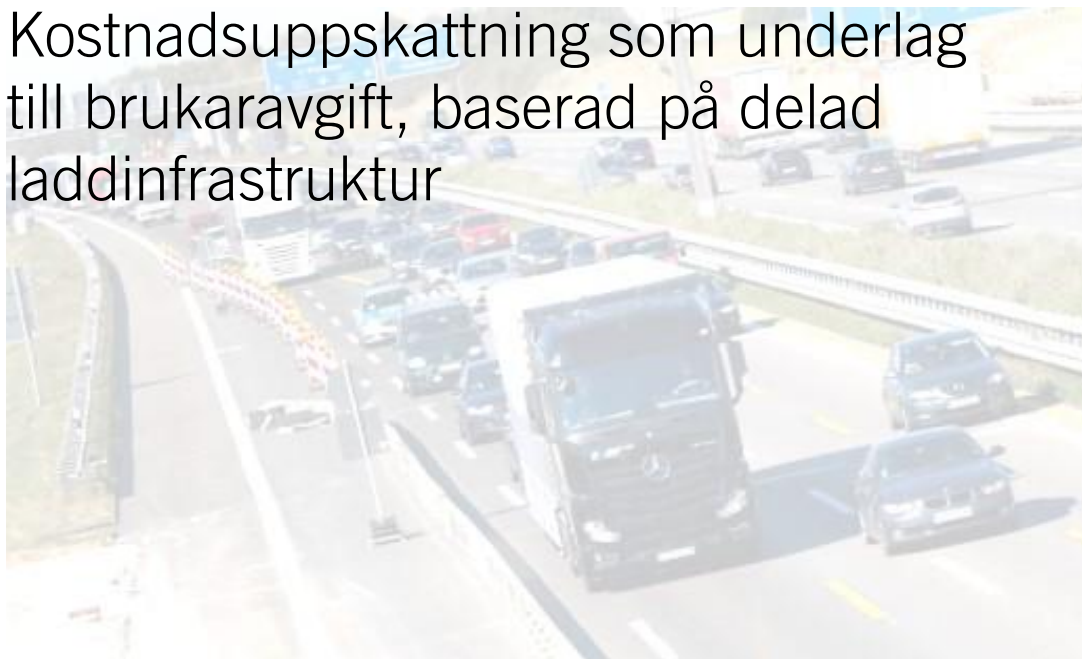 Kostnadsuppskattning som underlag
till brukaravgift, baserad på delad
laddinfrastruktur